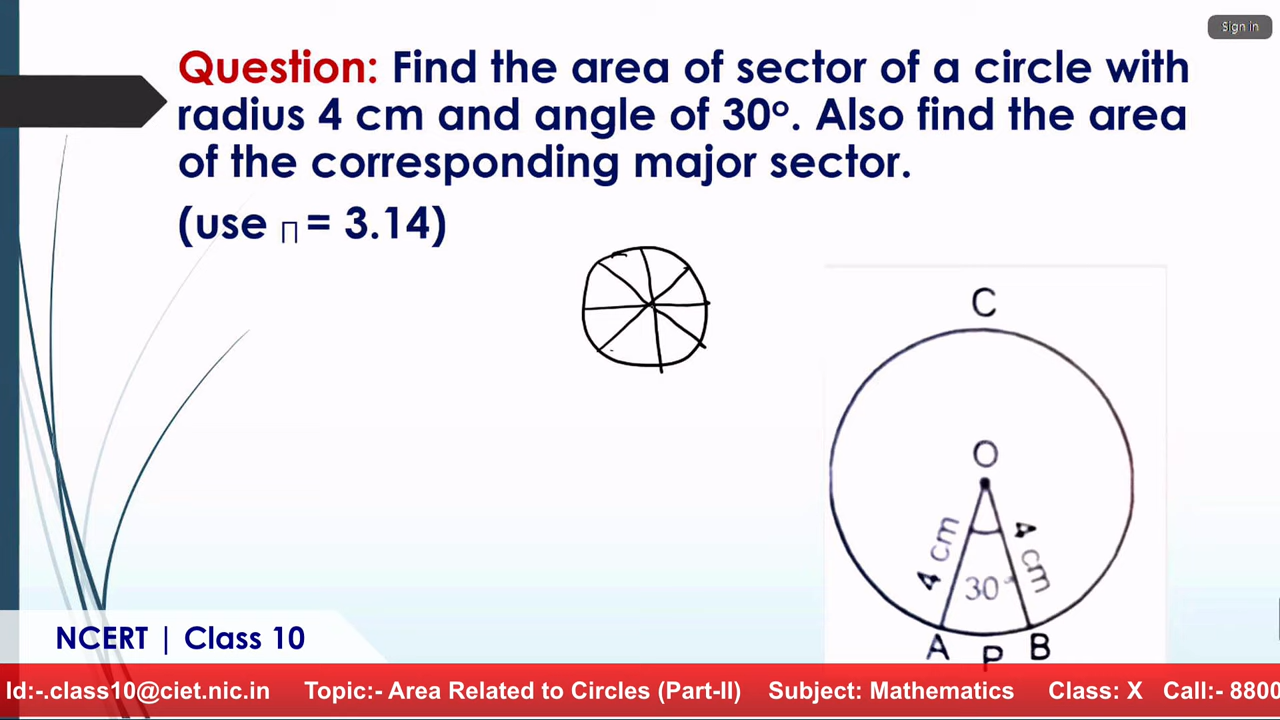 Sign in
Question: Find the area of sector of a circle with
radius 4 cm and angle of 30º. Also find the area
of the corresponding major sector.
(use ∏ = 3.14)
C
O
4 cm
4 cm
30°
A P B
NCERT | Class 10
Id:-.class10@ciet.nic.in Topic:- Area Related to Circles (Part-II) Subject: Mathematics Class: X Call:- 8800